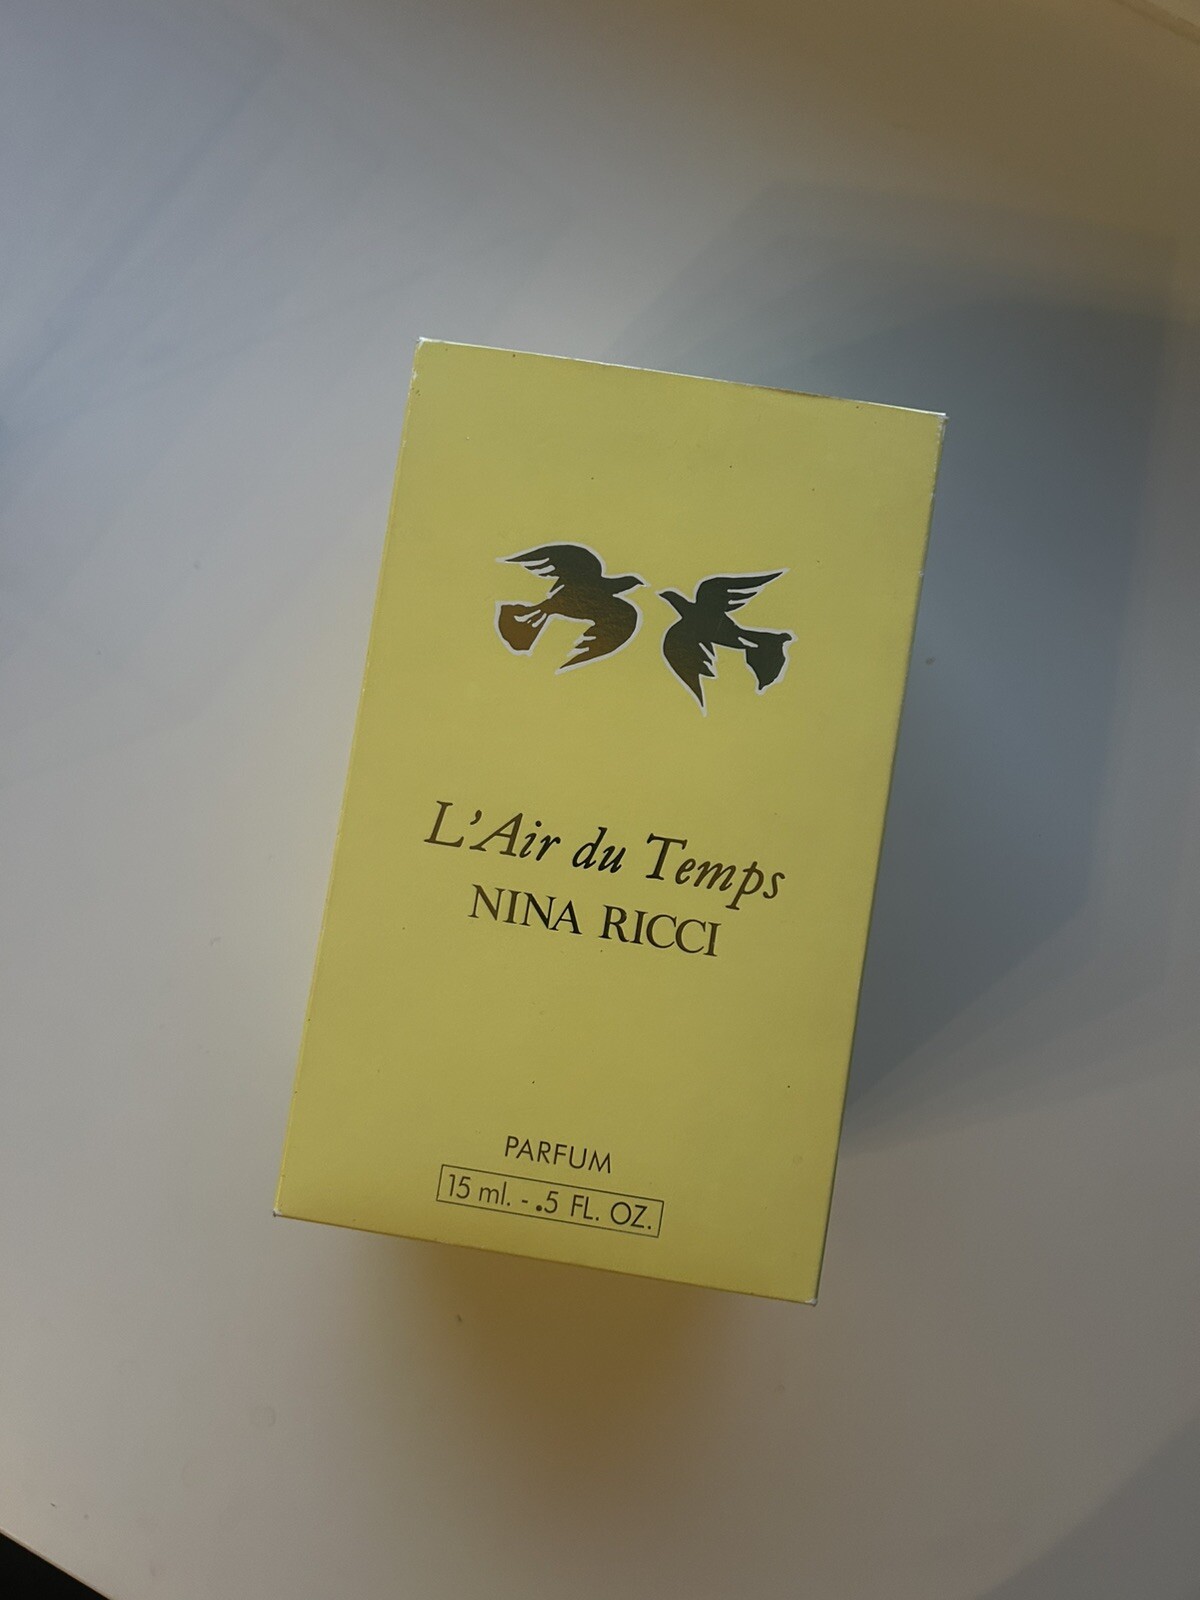 L'Air du Temps
NINA RICCI
PARFUM
15 ml. - .5 FL. OZ.